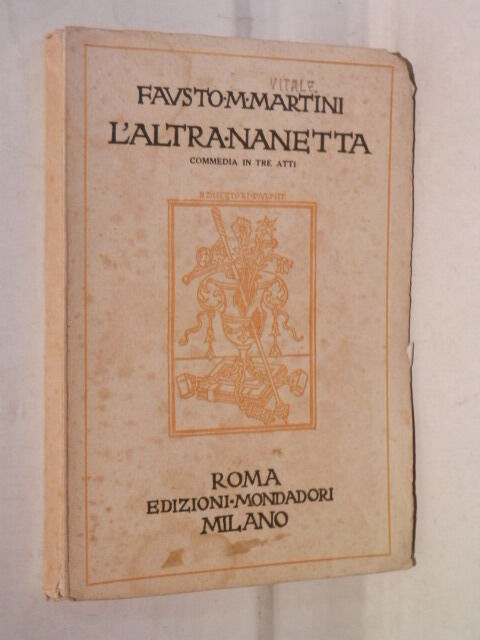 VITALE
FAVSTO·M·MARTINI
L'ALTRA·NANETTA
COMMEDIA IN TRE ATTI
ROMA
EDIZIONI·MONDADORI
MILANO